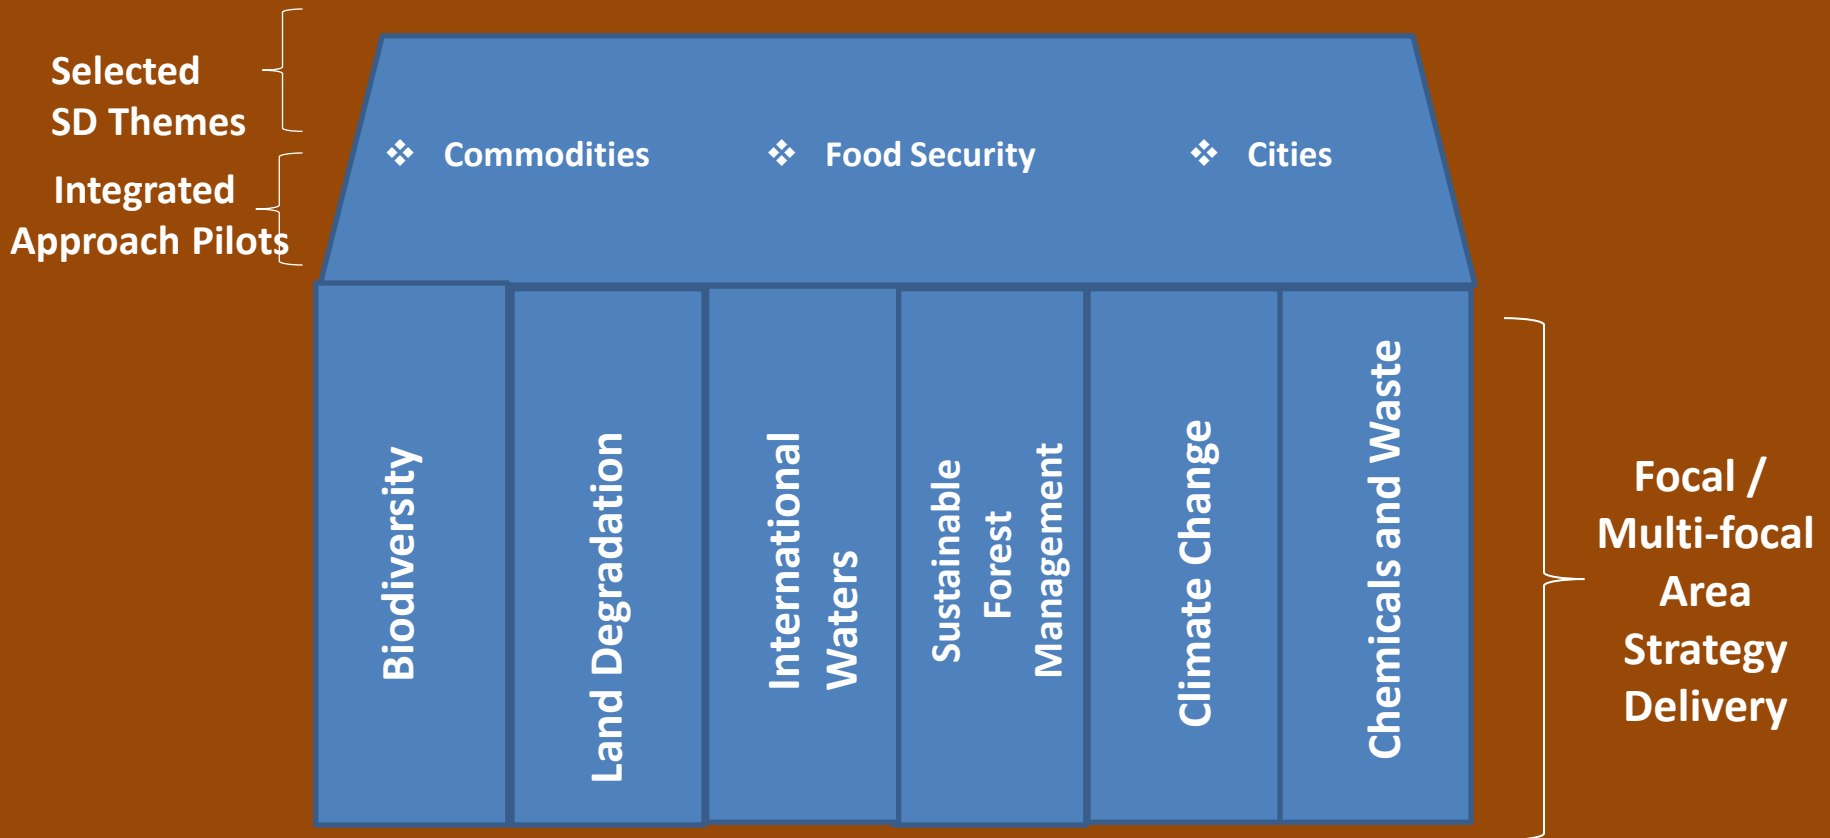 Selected
SD Themes
Integrated
Approach Pilots
❖ Commodities
❖ Food Security
❖ Cities
Biodiversity
Land Degradation
International
Waters
Sustainable
Forest
Management
Climate Change
Chemicals and Waste
Focal /
Multi-focal
Area
Strategy
Delivery